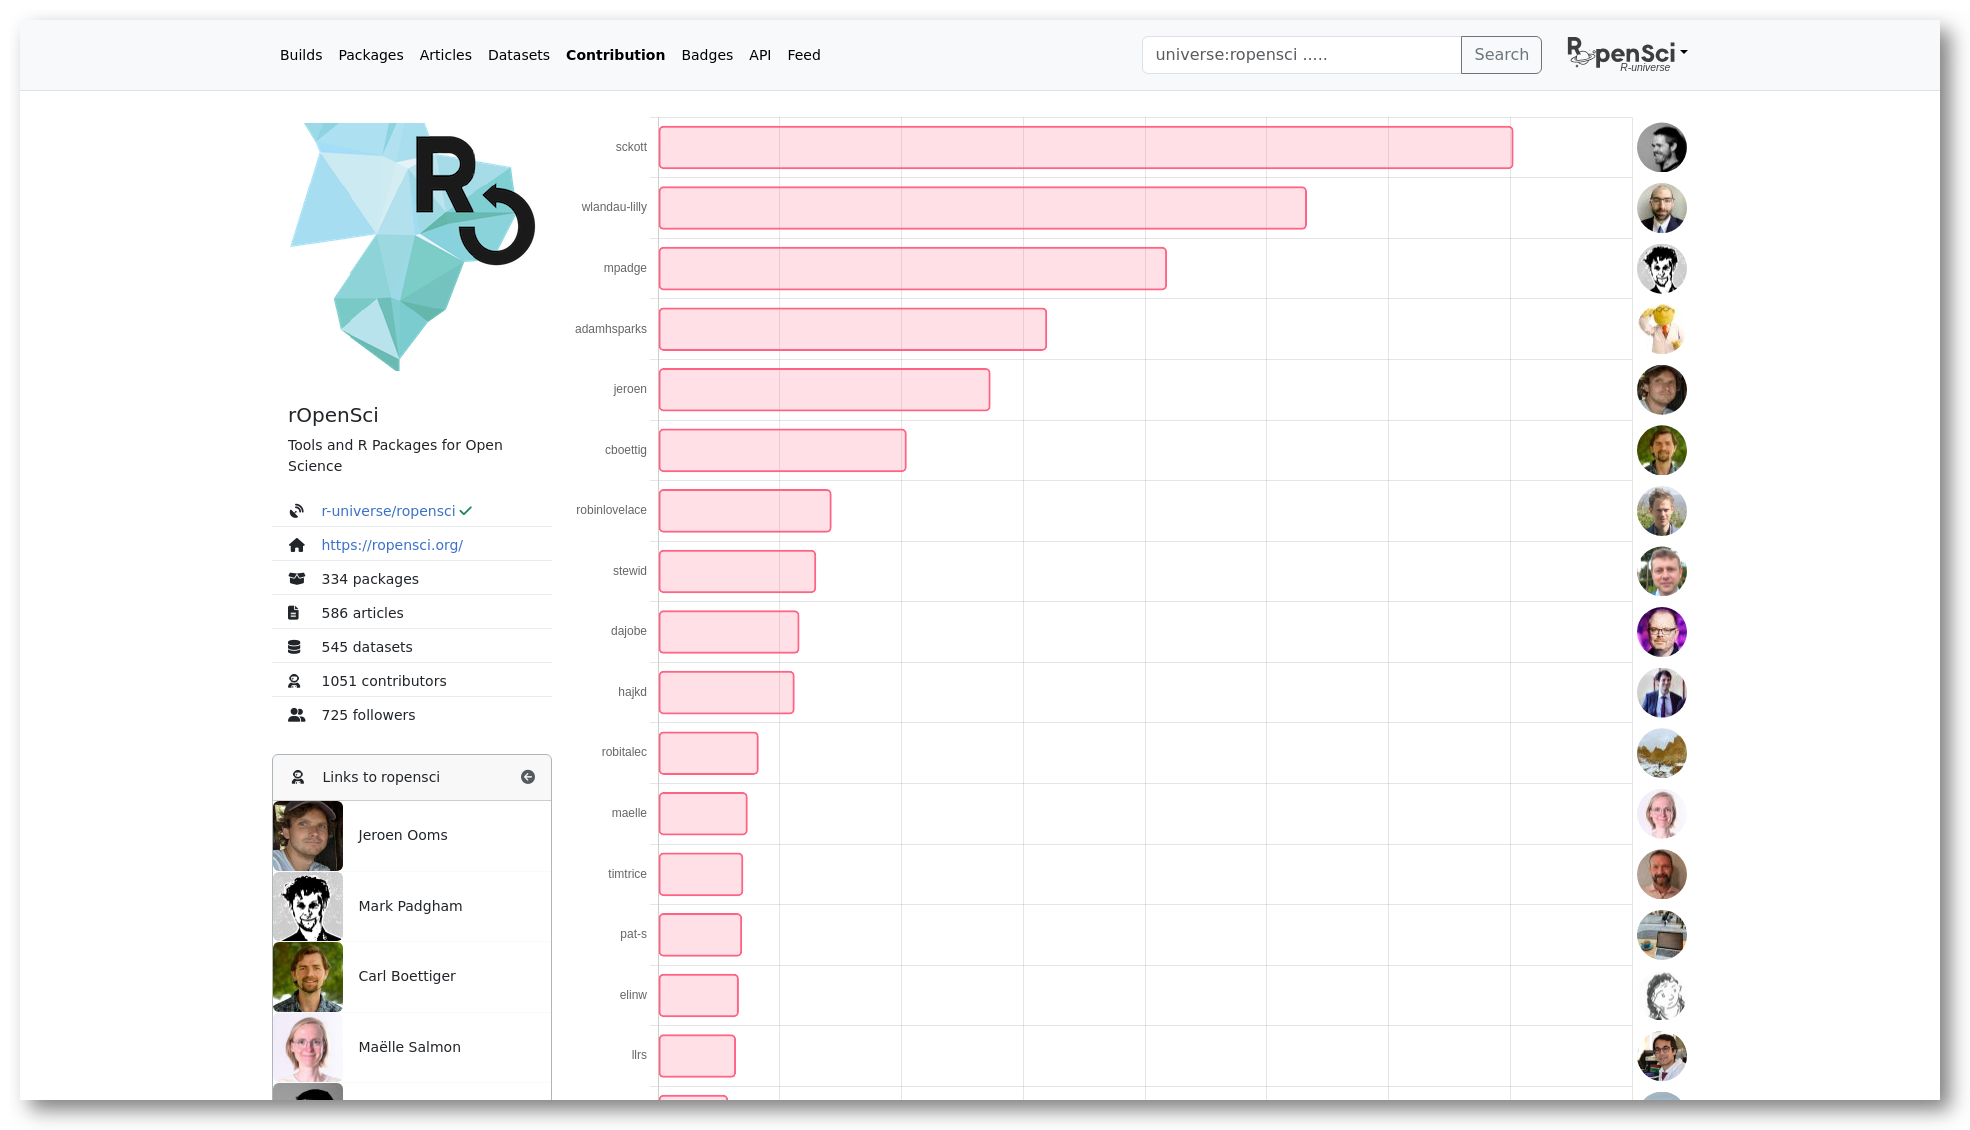 Builds Packages Articles Datasets Contribution Badges API Feed
universe:ropensci ..... Search
ROpenSci
R-universe
R
rOpenSci
Tools and R Packages for Open
Science
r-universe/ropensci
https://ropensci.org/
334 packages
586 articles
545 datasets
1051 contributors
725 followers
Links to ropensci
Jeroen Ooms
Mark Padgham
Carl Boettiger
Maëlle Salmon
sckott
wlandau-lilly
mpadge
adamhsparks
jeroen
cboettig
robinlovelace
stewid
dajobe
hajkd
robitalec
maelle
timtrice
pat-s
elinw
llrs